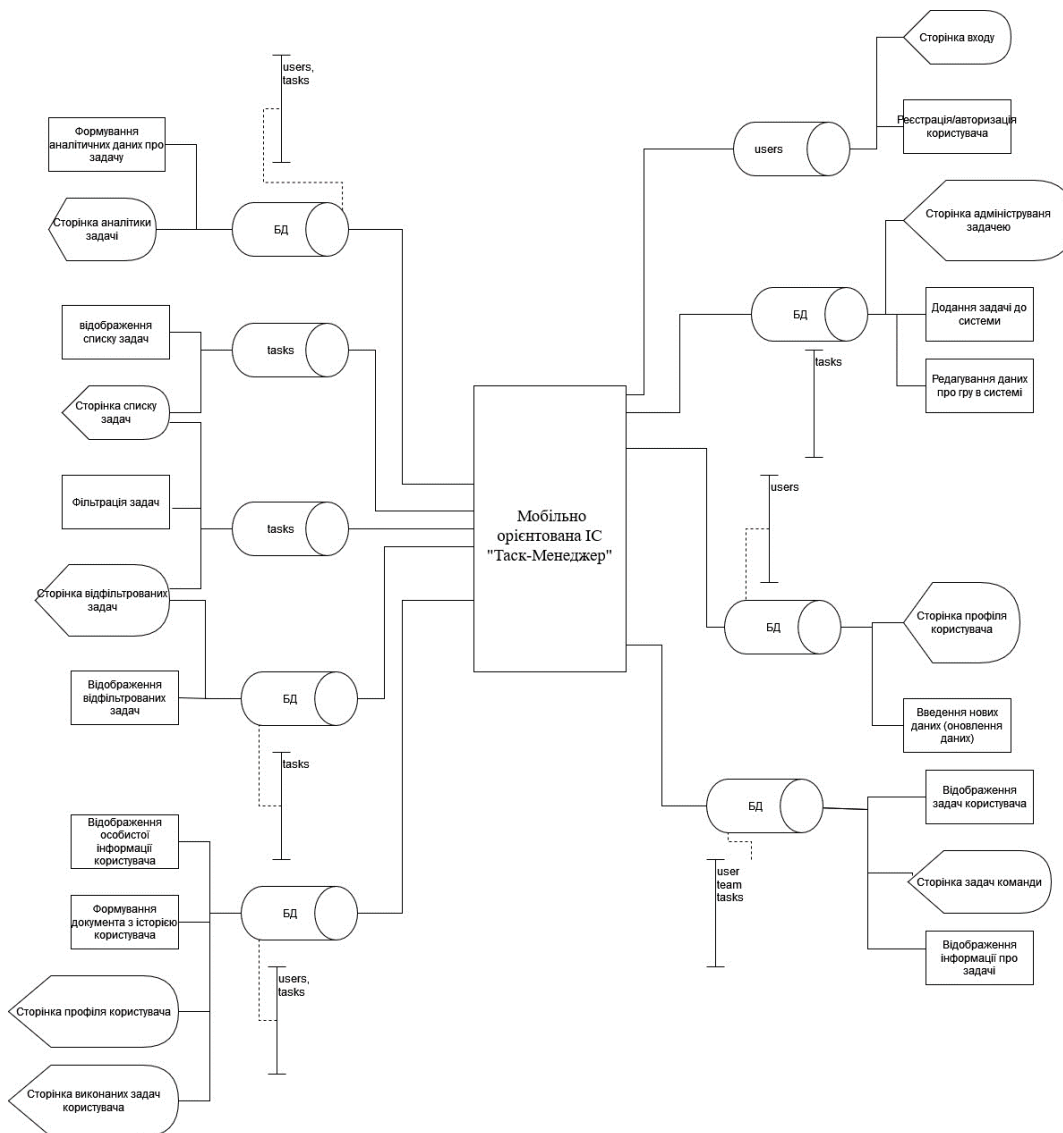 users,
tasks
Формування
аналітичних даних про
задачу
БД
Сторінка аналітики
задачі
відображення
списку задач
tasks
Сторінка списку
задач
Фільтрація задач
tasks
Сторінка відфільтрованих
задач
Відображення
відфільтрованих
задач
БД
tasks
Відображення
особистої
інформації
користувача
Формування
документа з історією
користувача
БД
users,
tasks
Сторінка профіля користувача
Сторінка виконаних задач
користувача
Мобільно
орієнтована ІС
"Таск-Менеджер"
Сторінка входу
users
Реєстрація/авторизація
користувача
Сторінка адмініструваня
задачею
БД
Додання задачі до
системи
tasks
Редагування даних
про гру в системі
users
БД
Сторінка профіля
користувача
Введення нових
даних (оновлення
даних)
БД
Відображення
задач користувача
user
team
tasks
Сторінка задач команди
Відображення
інформації про
задачі